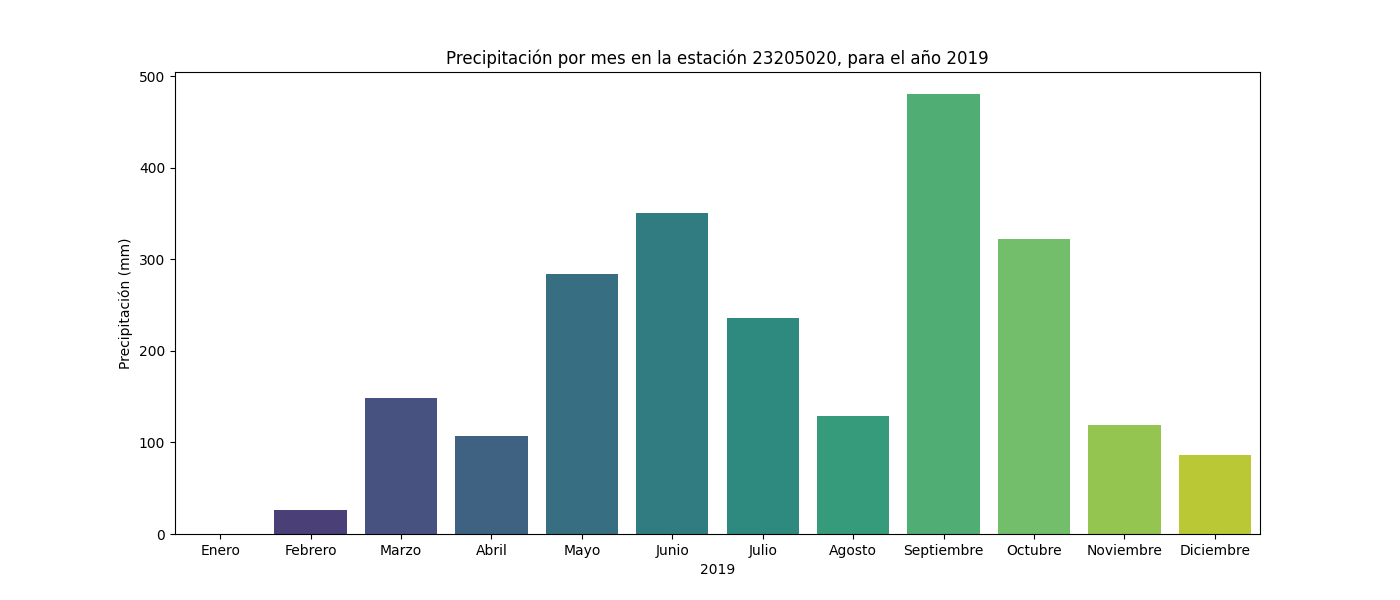 Precipitación por mes en la estación 23205020, para el año 2019
Precipitación (mm)
500
400
300
200
100
0
Enero Febrero Marzo Abril Mayo Junio Julio Agosto Septiembre Octubre Noviembre Diciembre
2019